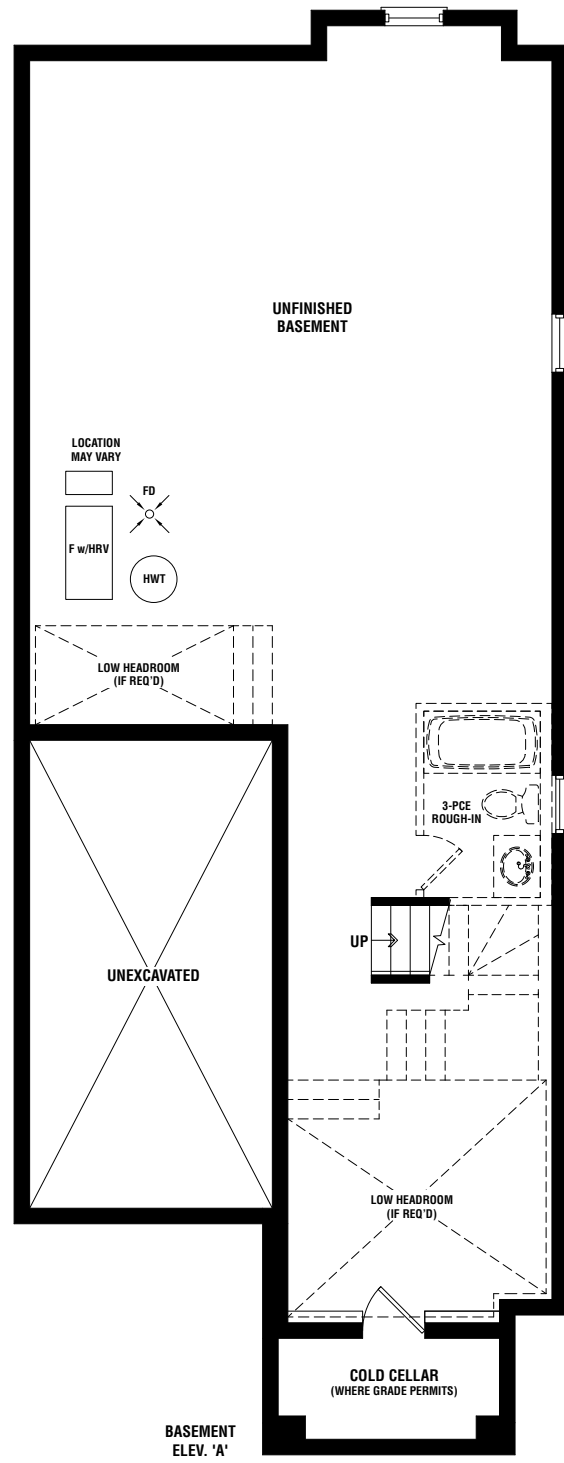 UNFINISHED
BASEMENT
LOCATION
MAY VARY
FD
F w/HRV
HWT
LOW HEADROOM
(IF REQ'D)
3-PCE
ROUGH-IN
UP
UNEXCAVATED
LOW HEADROOM
(IF REQ'D)
COLD CELLAR
(WHERE GRADE PERMITS)
BASEMENT
ELEV. 'A'